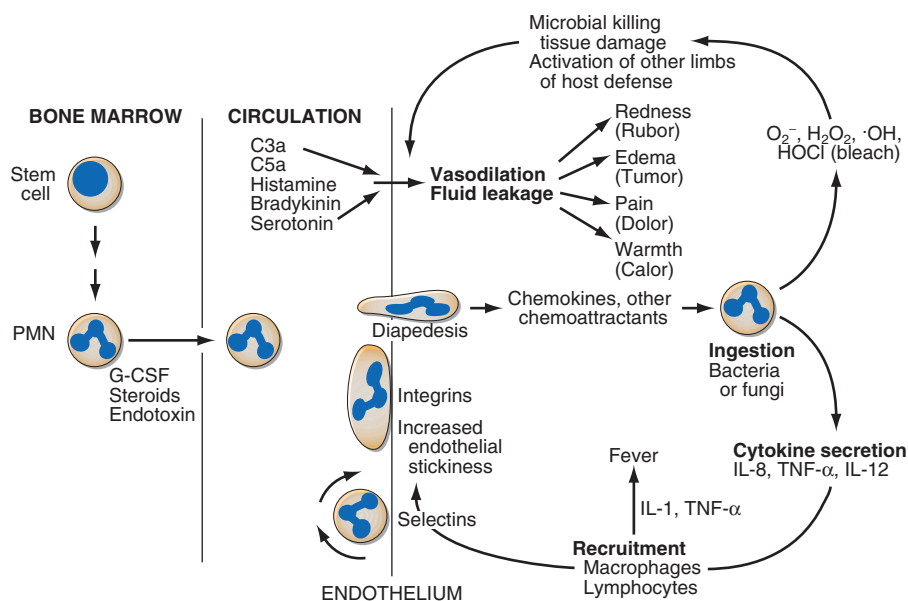 Microbial killing
tissue damage
Activation of other limbs
of host defense
BONE MARROW
CIRCULATION
Stem
cell
PMN
G-CSF
Steroids
Endotoxin
C3a
C5a
Histamine
Bradykinin
Serotonin
Vasodilation
Fluid leakage
Redness
(Rubor)
Edema
(Tumor)
Pain
(Dolor)
Warmth
(Calor)
O₂⁻, H₂O₂, ·OH,
HOCl (bleach)
Diapedesis
Chemokines, other
chemoattractants
Ingestion
Bacteria
or fungi
Integrins
Increased
endothelial
stickiness
Selectins
ENDOTHELIUM
Fever
IL-1, TNF-α
Recruitment
Macrophages
Lymphocytes
Cytokine secretion
IL-8, TNF-α, IL-12